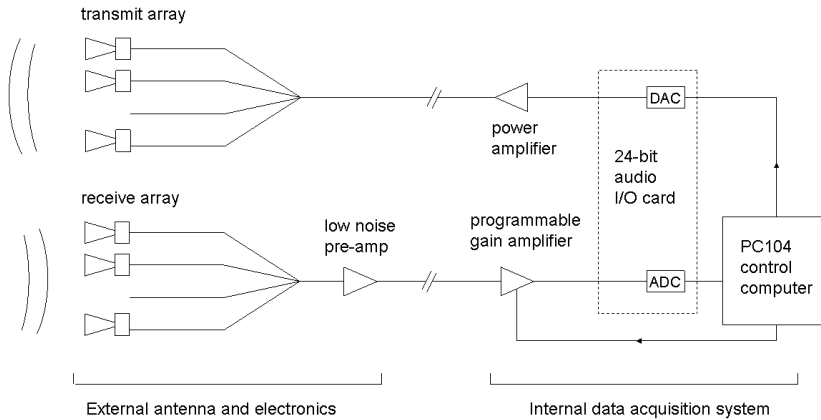 transmit array
DAC
power
amplifier
24-bit
audio
I/O card
receive array
low noise
pre-amp
programmable
gain amplifier
ADC
PC104
control
computer
External antenna and electronics
Internal data acquisition system